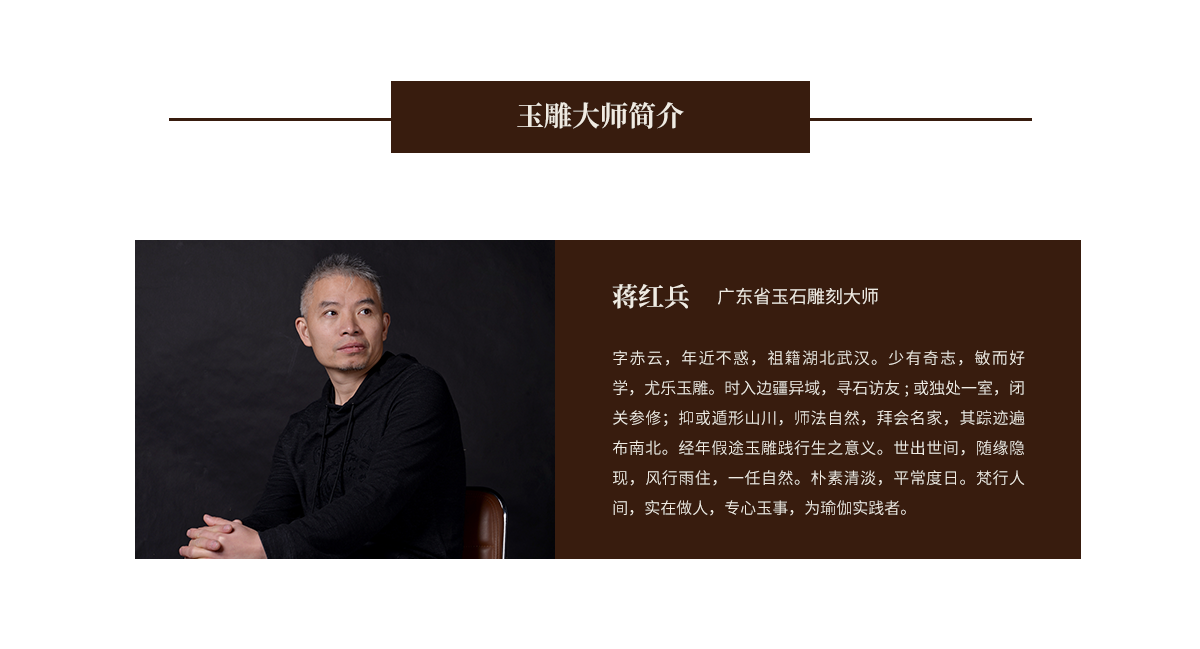 玉雕大师简介
蒋红兵 广东省玉石雕刻大师
字赤云，年近不惑，祖籍湖北武汉。少有奇志，敏而好
学，尤乐玉雕。时入边疆异域，寻石访友 ; 或独处一室，闭
关参修；抑或遁形山川，师法自然，拜会名家，其踪迹遍
布南北。经年假途玉雕践行生之意义。世出世间，随缘隐
现，风行雨住，一任自然。朴素清淡，平常度日。梵行人
间，实在做人，专心玉事，为瑜伽实践者。